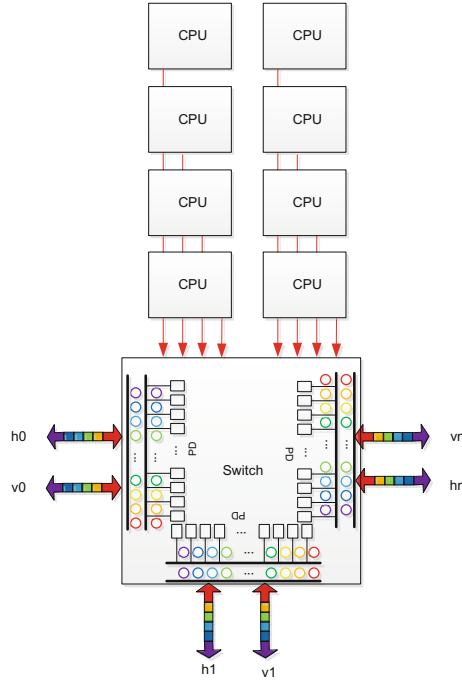 CPU CPU
CPU CPU
CPU CPU
CPU CPU
h0 PD ... ... PD vr
... ... ... ...
Switch
v0 hr
PD
...
...
...
h1 v1